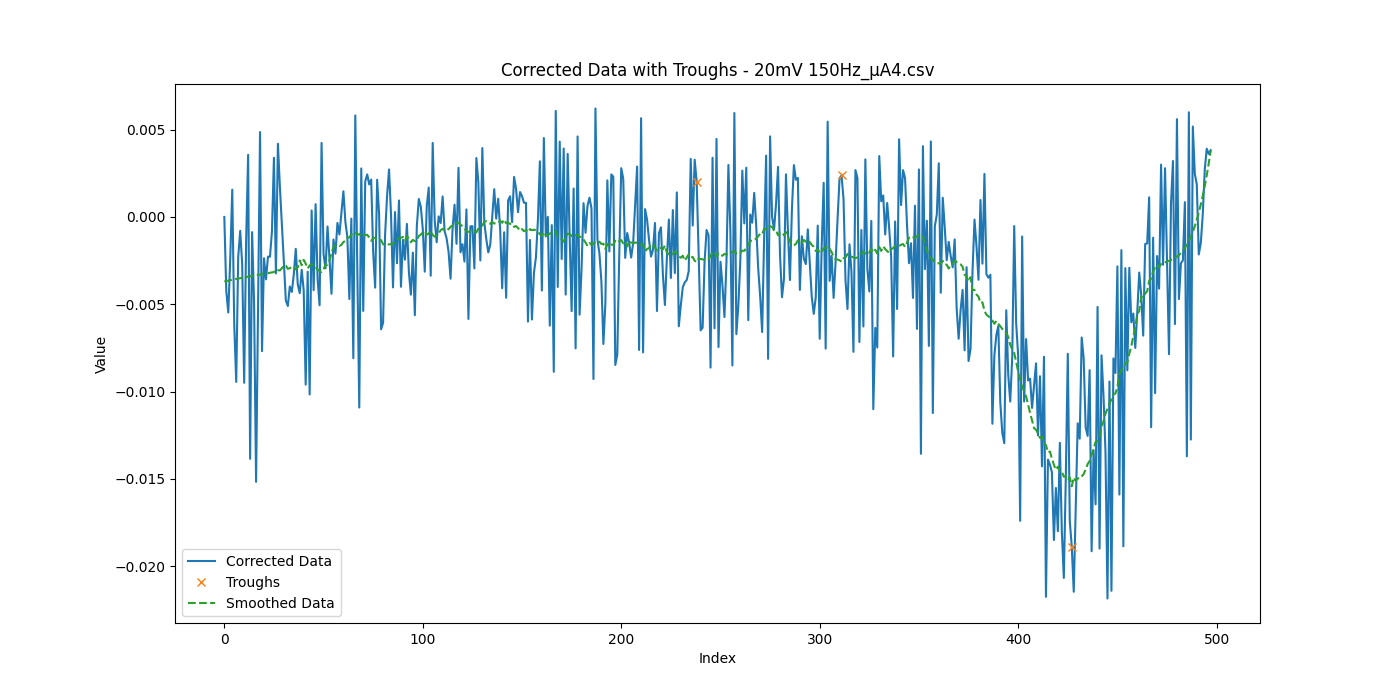 Corrected Data with Troughs - 20mV 150Hz_μA4.csv
0.005
0.000
−0.005
−0.010
−0.015
−0.020
Value
Corrected Data
Troughs
Smoothed Data
0 100 200 300 400 500
Index